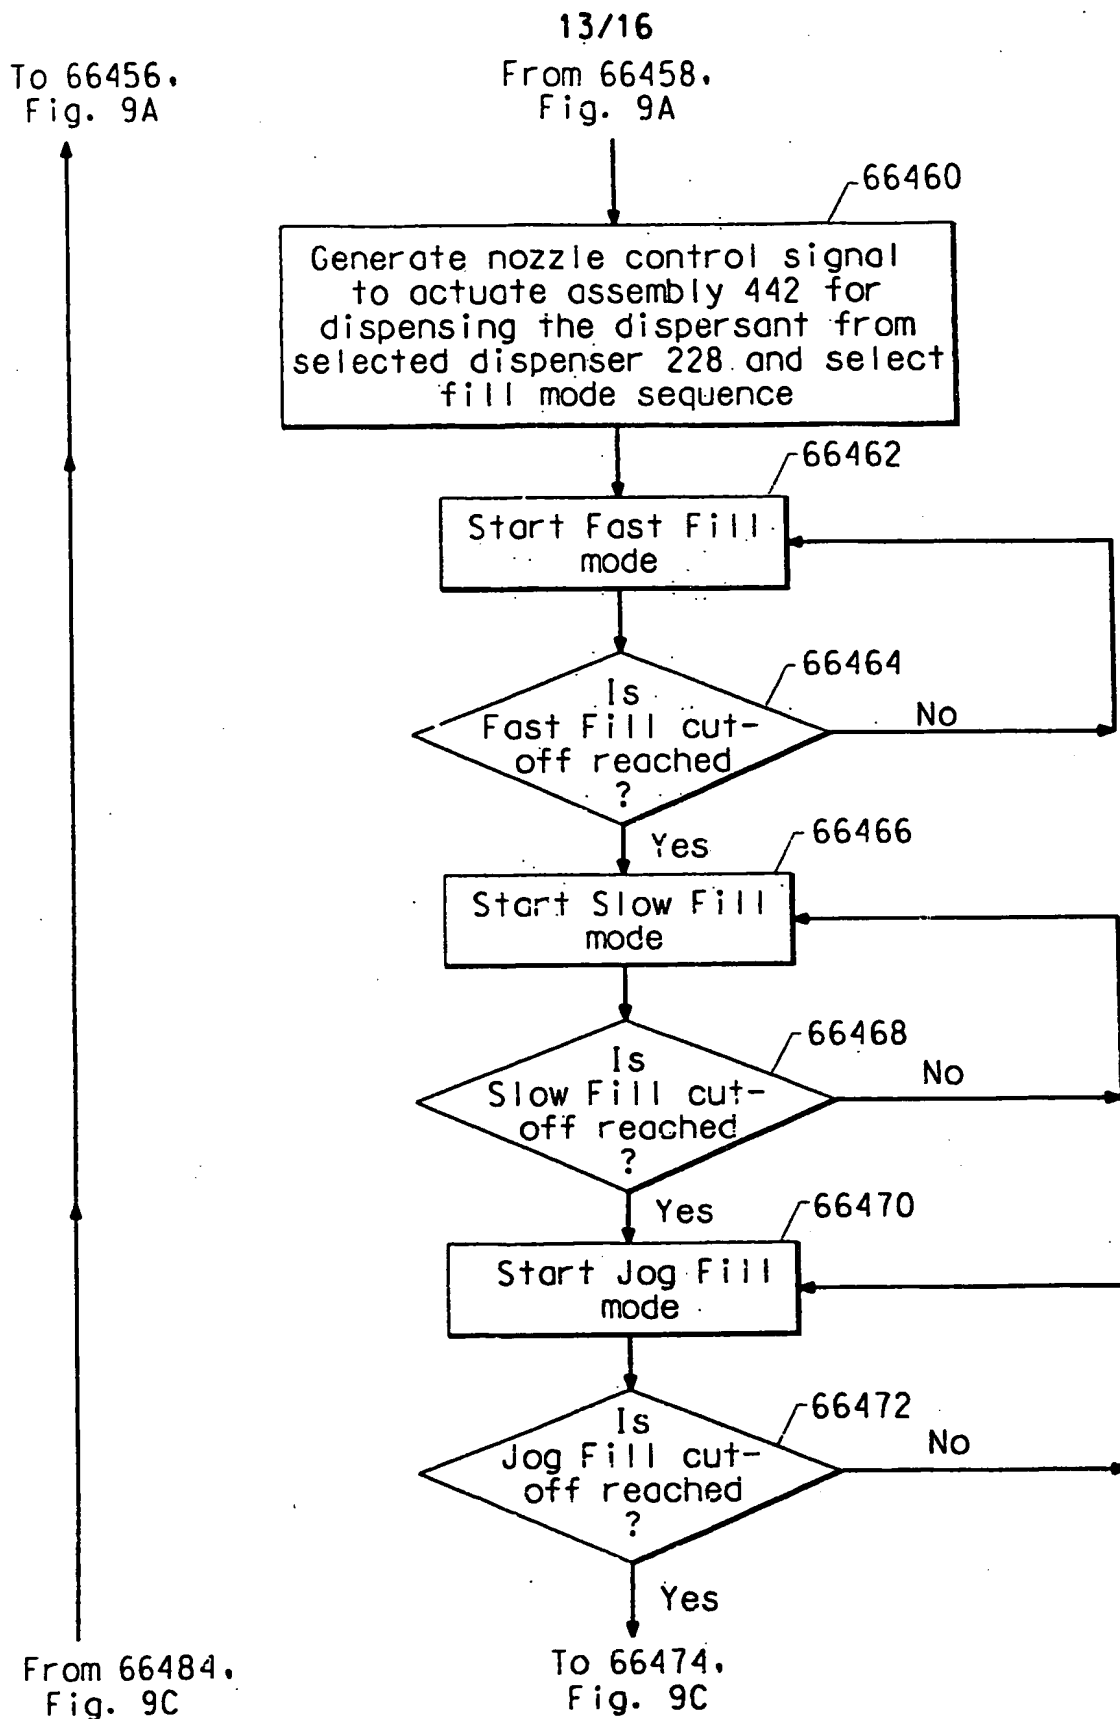 13/16
To 66456.
Fig. 9A
From 66458.
Fig. 9A
66460
Generate nozzle control signal
to actuate assembly 442 for
dispensing the dispersant from
selected dispenser 228 and select
fill mode sequence
66462
Start Fast Fill
mode
66464
Is
Fast Fill cut-
off reached
?
No
Yes
66466
Start Slow Fill
mode
66468
Is
Slow Fill cut-
off reached
?
No
Yes
66470
Start Jog Fill
mode
66472
Is
Jog Fill cut-
off reached
?
No
Yes
From 66484.
Fig. 9C
To 66474.
Fig. 9C